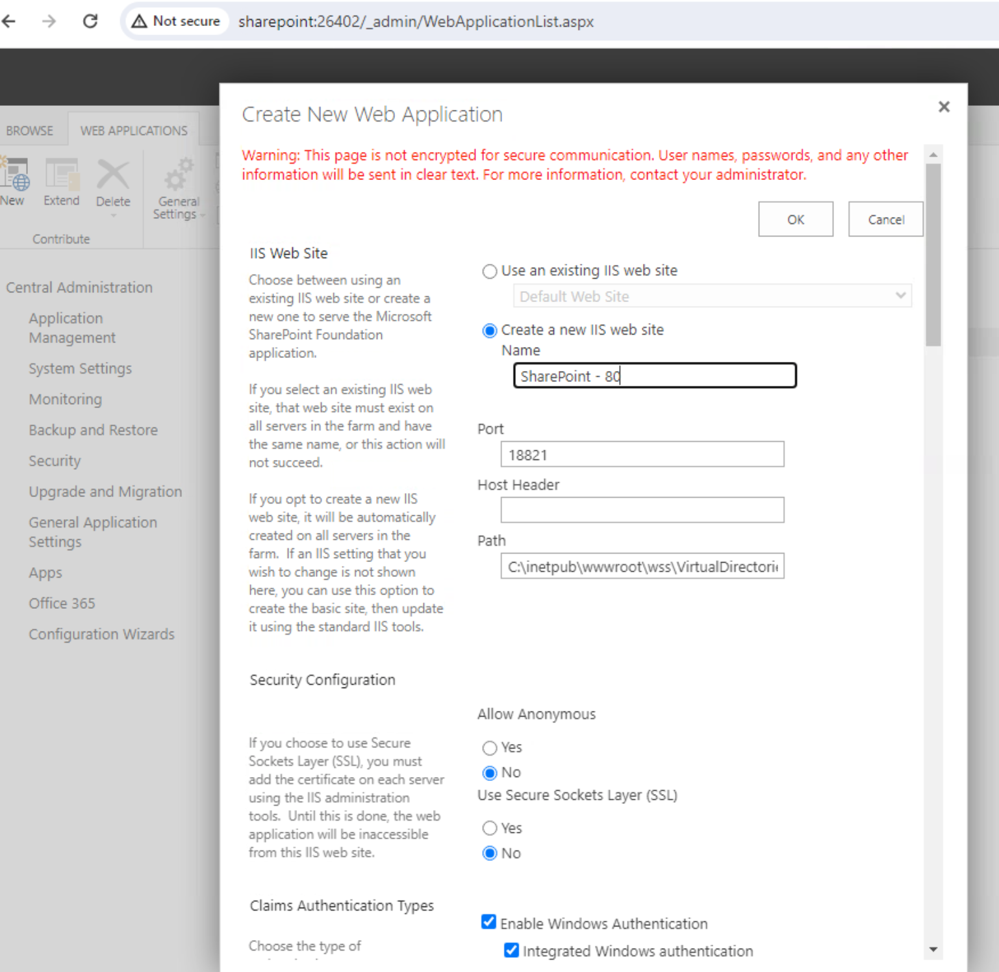 Not secure
sharepoint:26402/_admin/WebApplicationList.aspx
BROWSE
WEB APPLICATIONS
New
Extend
Delete
General
Settings
Contribute
Central Administration
Application
Management
System Settings
Monitoring
Backup and Restore
Security
Upgrade and Migration
General Application
Settings
Apps
Office 365
Configuration Wizards
Create New Web Application
Warning: This page is not encrypted for secure communication. User names, passwords, and any other
information will be sent in clear text. For more information, contact your administrator.
OK
Cancel
IIS Web Site
Choose between using an
existing IIS web site or create a
new one to serve the Microsoft
SharePoint Foundation
application.
If you select an existing IIS web
site, that web site must exist on
all servers in the farm and have
the same name, or this action will
not succeed.
If you opt to create a new IIS
web site, it will be automatically
created on all servers in the
farm. If an IIS setting that you
wish to change is not shown
here, you can use this option to
create the basic site, then update
it using the standard IIS tools.
Use an existing IIS web site
Default Web Site
Create a new IIS web site
Name
SharePoint - 80
Port
18821
Host Header
Path
C:\inetpub\wwwroot\wss\VirtualDirectorie
Security Configuration
If you choose to use Secure
Sockets Layer (SSL), you must
add the certificate on each server
using the IIS administration
tools. Until this is done, the web
application will be inaccessible
from this IIS web site.
Allow Anonymous
Yes
No
Use Secure Sockets Layer (SSL)
Yes
No
Claims Authentication Types
Choose the type of
Enable Windows Authentication
Integrated Windows authentication